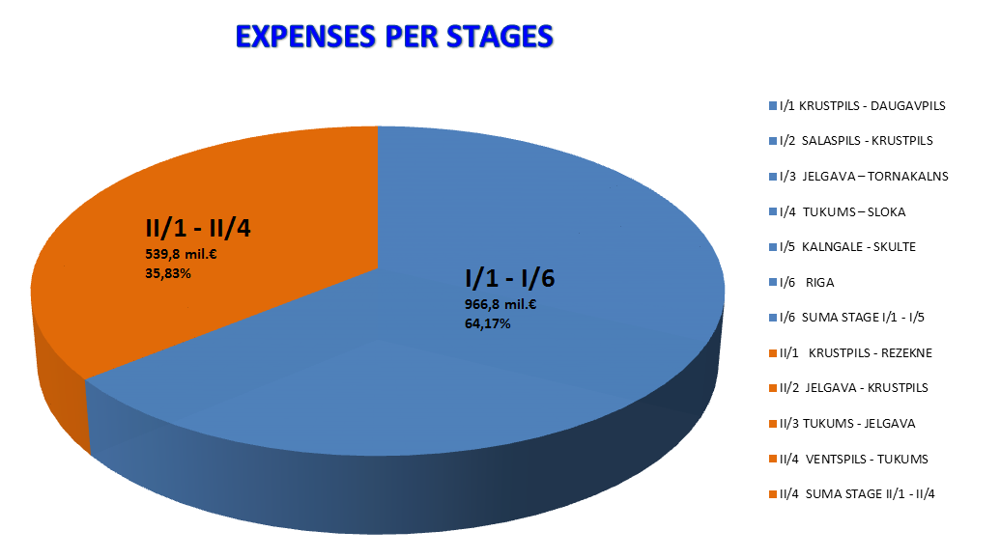 EXPENSES PER STAGES
II/1 - II/4
539,8 mil.€
35,83%
I/1 - I/6
966,8 mil.€
64,17%
I/1 KRUSTPILS - DAUGAVPILS
I/2 SALASPILS - KRUSTPILS
I/3 JELGAVA – TORNAKALNS
I/4 TUKUMS – SLOKA
I/5 KALNGALE - SKULTE
I/6 RIGA
I/6 SUMA STAGE I/1 - I/5
II/1 KRUSTPILS - REZEKNE
II/2 JELGAVA - KRUSTPILS
II/3 TUKUMS - JELGAVA
II/4 VENTSPILS - TUKUMS
II/4 SUMA STAGE II/1 - II/4